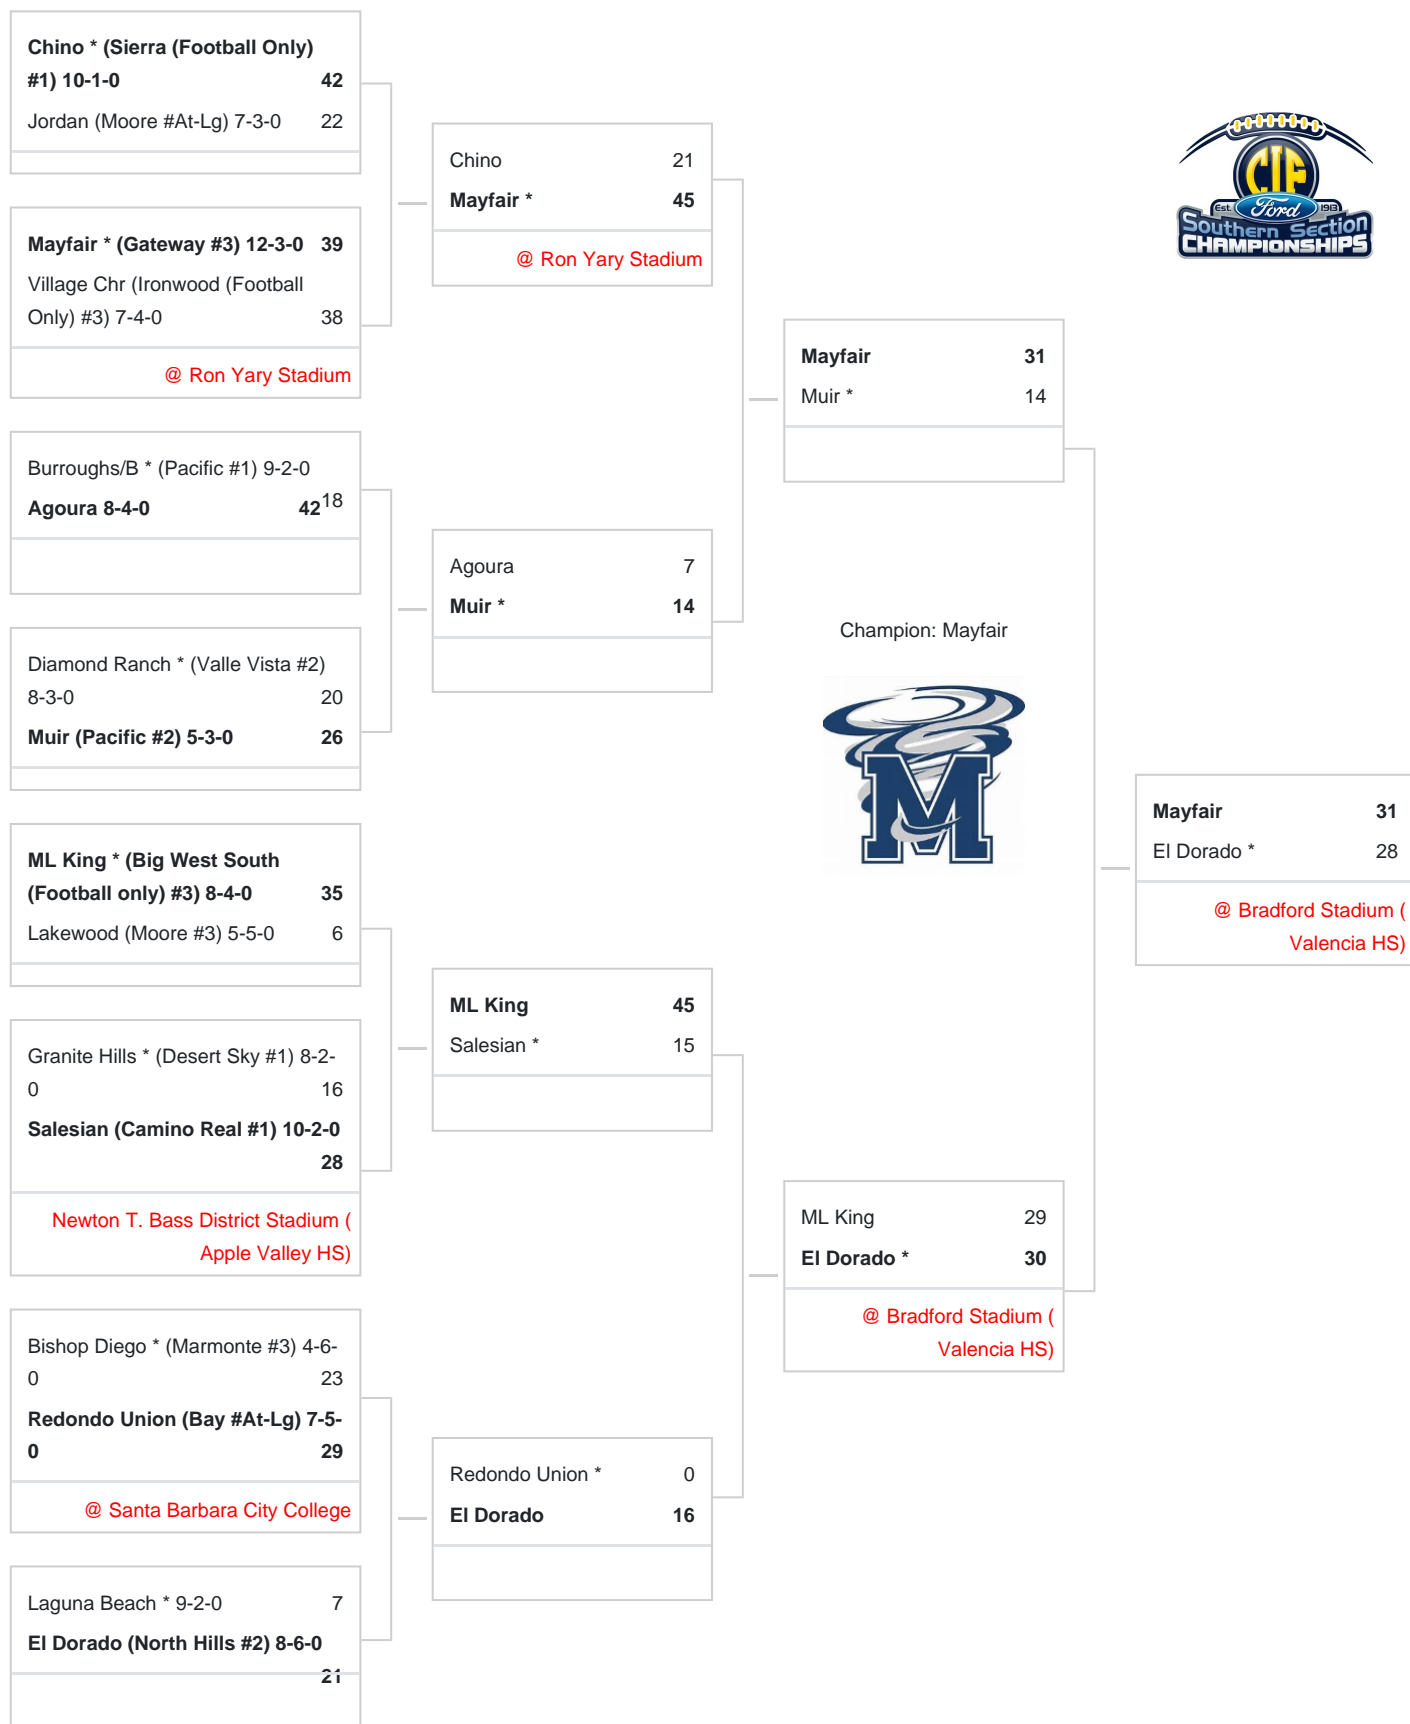 Chino * (Sierra (Football Only)
#1) 10-1-0 42
Jordan (Moore #At-Lg) 7-3-0 22
Mayfair * (Gateway #3) 12-3-0 39
Village Chr (Ironwood (Football
Only) #3) 7-4-0 38
@ Ron Yary Stadium
Burroughs/B * (Pacific #1) 9-2-0
18
Agoura 8-4-0 42
Diamond Ranch * (Valle Vista #2)
8-3-0 20
Muir (Pacific #2) 5-3-0 26
ML King * (Big West South
(Football only) #3) 8-4-0 35
Lakewood (Moore #3) 5-5-0 6
Granite Hills * (Desert Sky #1) 8-2-
0 16
Salesian (Camino Real #1) 10-2-0
28
Newton T. Bass District Stadium (
Apple Valley HS)
Bishop Diego * (Marmonte #3) 4-6-
0 23
Redondo Union (Bay #At-Lg) 7-5-
0 29
@ Santa Barbara City College
Laguna Beach * 9-2-0 7
El Dorado (North Hills #2) 8-6-0
21
Chino 21
Mayfair * 45
@ Ron Yary Stadium
Agoura 7
Muir * 14
ML King 45
Salesian * 15
Redondo Union * 0
El Dorado 16
Mayfair 31
Muir * 14
Champion: Mayfair
M
ML King 29
El Dorado * 30
@ Bradford Stadium (
Valencia HS)
CIF
Est. Ford 1913
Southern Section
CHAMPIONSHIPS
Mayfair 31
El Dorado * 28
@ Bradford Stadium (
Valencia HS)